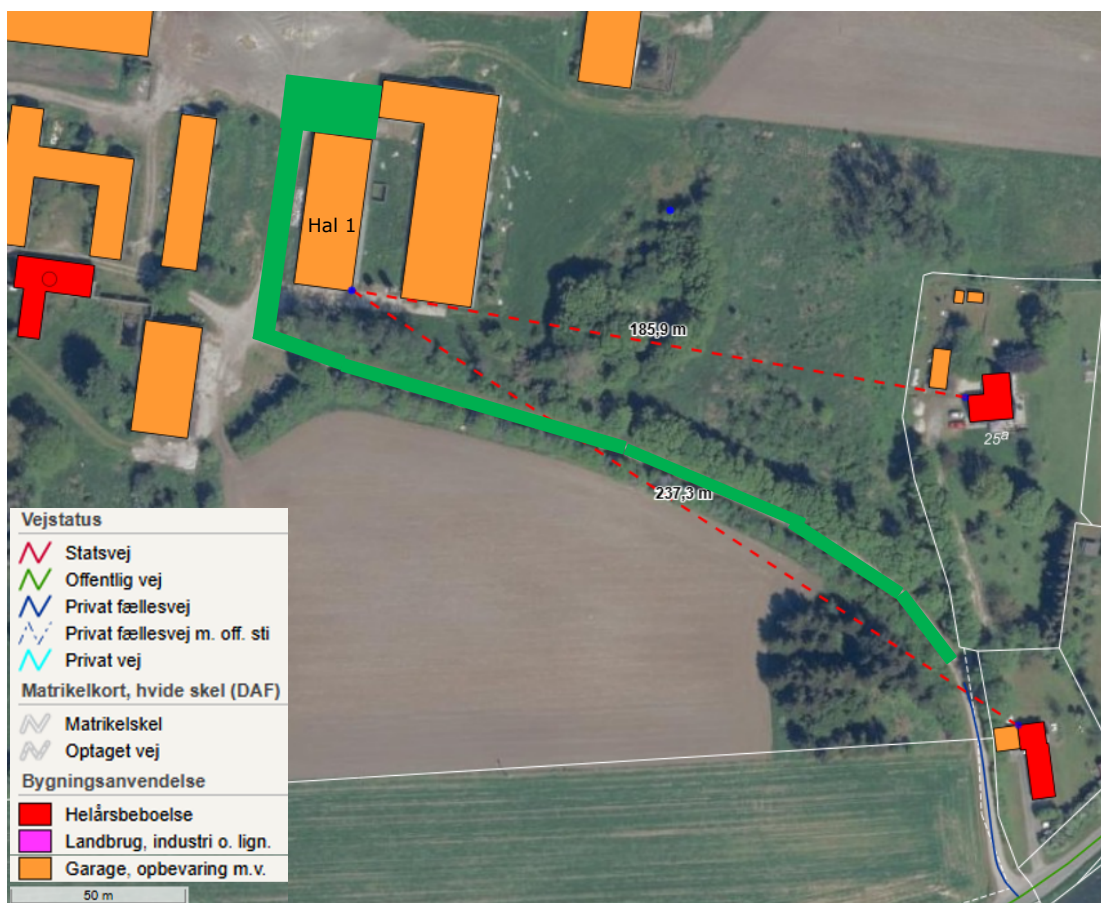 Hal 1
185,9 m
25a
237,3 m
Vejstatus
Statsvej
Offentlig vej
Privat fællesvej
Privat fællesvej m. off. sti
Privat vej
Matrikelkort, hvide skel (DAF)
Matrikelskel
Optaget vej
Bygningsanvendelse
Helårsbeboelse
Landbrug, industri o. lign.
Garage, opbevaring m.v.
50 m